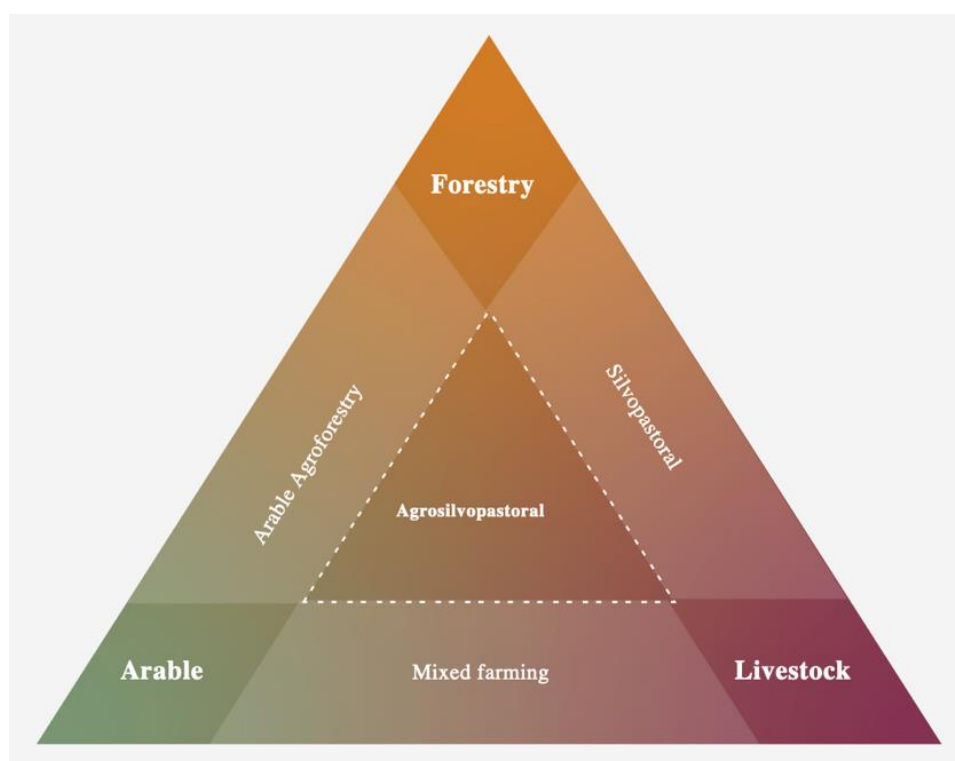 Forestry
Arable Agroforestry
Silvopastoral
Agrosilvopastoral
Arable
Mixed farming
Livestock